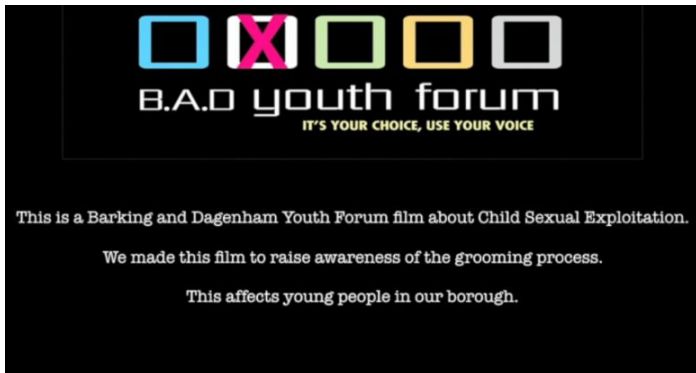 B.A.D youth forum
IT'S YOUR CHOICE, USE YOUR VOICE
This is a Barking and Dagenham Youth Forum film about Child Sexual Exploitation.
We made this film to raise awareness of the grooming process.
This affects young people in our borough.